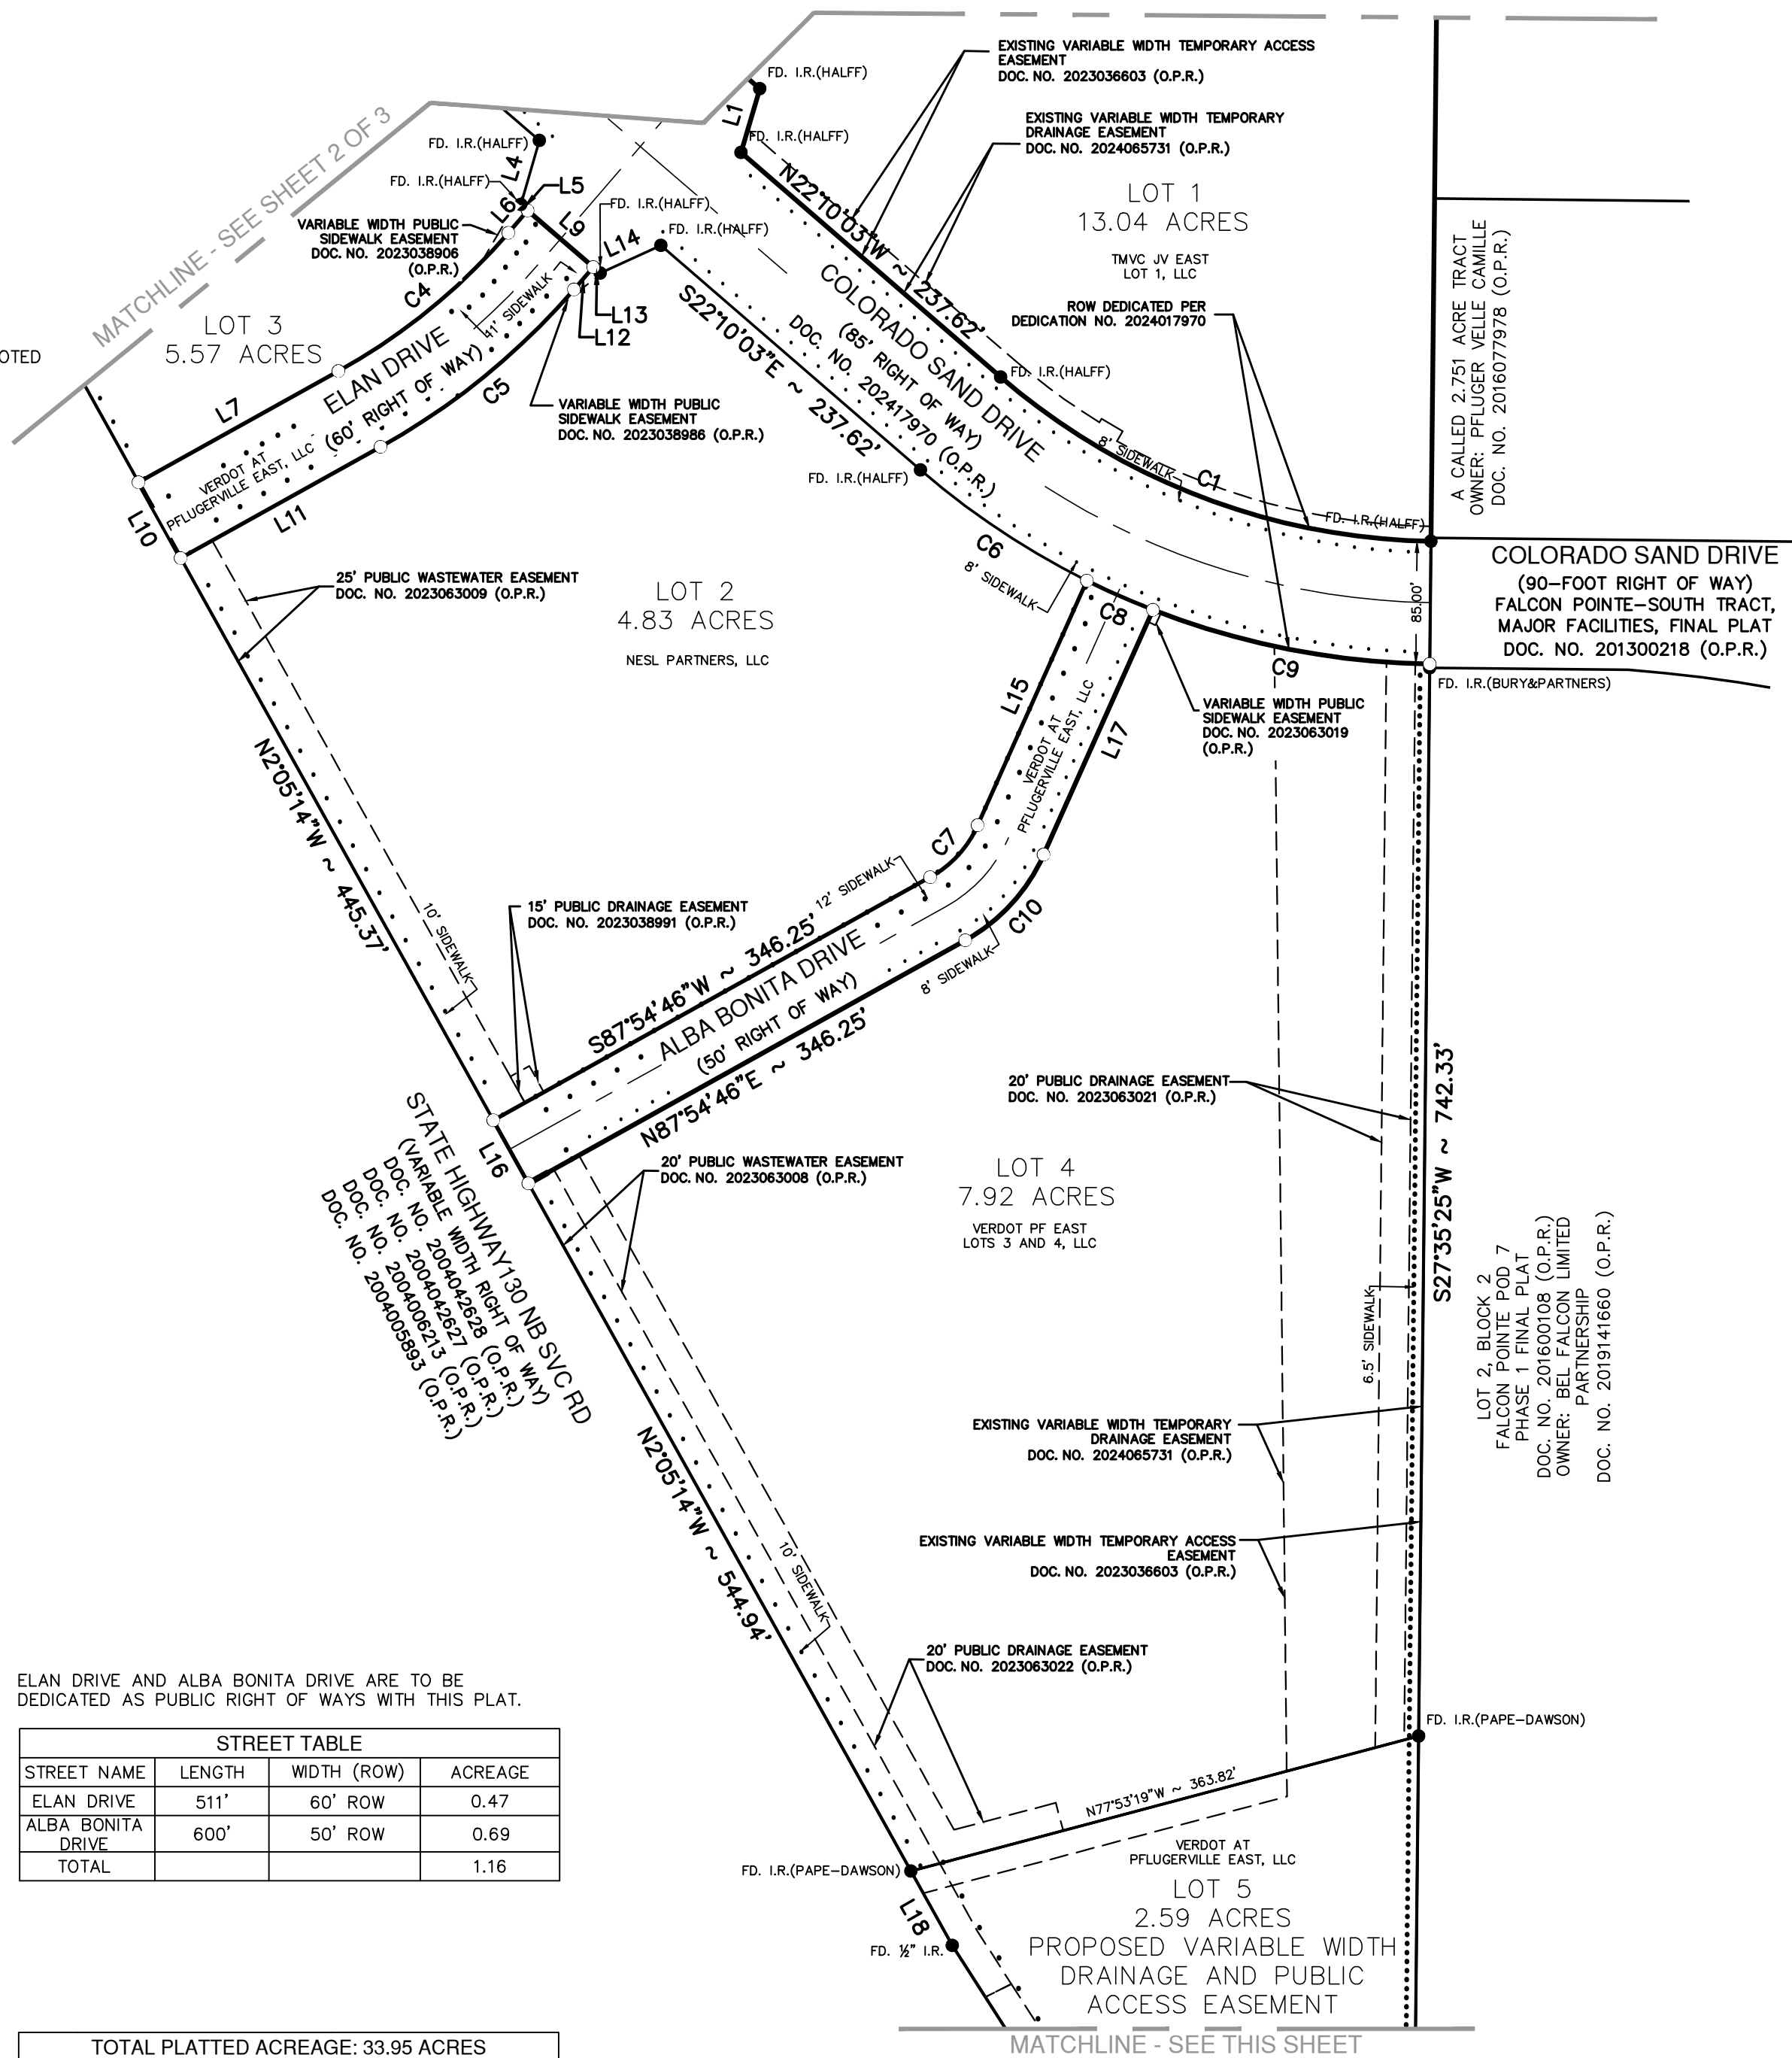 EXISTING VARIABLE WIDTH TEMPORARY ACCESS
EASEMENT
DOC. NO. 2023036603 (O.P.R.)
FD. I.R.(HALFF)
L1
FD. I.R.(HALFF)
EXISTING VARIABLE WIDTH TEMPORARY
DRAINAGE EASEMENT
DOC. NO. 2024065731 (O.P.R.)
MATCHLINE - SEE SHEET 2 OF 3
FD. I.R.(HALFF)
L4
FD. I.R.(HALFF)
L5
L6
L9
FD. I.R.(HALFF)
L14
FD. I.R.(HALFF)
VARIABLE WIDTH PUBLIC
SIDEWALK EASEMENT
DOC. NO. 2023038906
(O.P.R.)
N22°10'03"W ~ 237.62'
LOT 1
13.04 ACRES
TMVC JV EAST
LOT 1, LLC
ROW DEDICATED PER
DEDICATION NO. 2024017970
A CALLED 2.751 ACRE TRACT
OWNER: PFLUGER VELLE CAMILLE
DOC. NO. 2016077978 (O.P.R.)
C4
11' SIDEWALK
L13
L12
S22°10'03"E ~ 237.62'
COLORADO SAND DRIVE
(85' RIGHT OF WAY)
DOC. NO. 202417970 (O.P.R.)
LOT 3
5.57 ACRES
OTED
L7
ELAN DRIVE
(60' RIGHT OF WAY)
C5
VERDOT AT
PFLUGERVILLE EAST, LLC
VARIABLE WIDTH PUBLIC
SIDEWALK EASEMENT
DOC. NO. 2023038986 (O.P.R.)
FD. I.R.(HALFF)
8' SIDEWALK
C1
FD. I.R.(HALFF)
FD. I.R.(HALFF)
L10
L11
C6
8' SIDEWALK
C8
85.00'
COLORADO SAND DRIVE
(90-FOOT RIGHT OF WAY)
FALCON POINTE-SOUTH TRACT,
MAJOR FACILITIES, FINAL PLAT
DOC. NO. 201300218 (O.P.R.)
25' PUBLIC WASTEWATER EASEMENT
DOC. NO. 2023063009 (O.P.R.)
LOT 2
4.83 ACRES
NESL PARTNERS, LLC
C9
FD. I.R.(BURY&PARTNERS)
L15
VERDOT AT
PFLUGERVILLE EAST, LLC
L17
VARIABLE WIDTH PUBLIC
SIDEWALK EASEMENT
DOC. NO. 2023063019
(O.P.R.)
N2°05'14"W ~ 445.37'
C7
12' SIDEWALK
10' SIDEWALK
15' PUBLIC DRAINAGE EASEMENT
DOC. NO. 2023038991 (O.P.R.)
C10
8' SIDEWALK
S87°54'46"W ~ 346.25'
ALBA BONITA DRIVE
(50' RIGHT OF WAY)
N87°54'46"E ~ 346.25'
20' PUBLIC DRAINAGE EASEMENT
DOC. NO. 2023063021 (O.P.R.)
S27°35'25"W ~ 742.33'
L16
STATE HIGHWAY130 NB SVC RD
(VARIABLE WIDTH RIGHT OF WAY)
DOC. NO. 2004042628 (O.P.R.)
DOC. NO. 2004042627 (O.P.R.)
DOC. NO. 2004006213 (O.P.R.)
DOC. NO. 2004005893 (O.P.R.)
20' PUBLIC WASTEWATER EASEMENT
DOC. NO. 2023063008 (O.P.R.)
LOT 4
7.92 ACRES
VERDOT PF EAST
LOTS 3 AND 4, LLC
6.5' SIDEWALK
LOT 2, BLOCK 2
FALCON POINTE POD 7
PHASE 1 FINAL PLAT
DOC. NO. 201600108 (O.P.R.)
OWNER: BEL FALCON LIMITED
PARTNERSHIP
DOC. NO. 2019141660 (O.P.R.)
N2°05'14"W ~ 544.94'
EXISTING VARIABLE WIDTH TEMPORARY
DRAINAGE EASEMENT
DOC. NO. 2024065731 (O.P.R.)
EXISTING VARIABLE WIDTH TEMPORARY ACCESS
EASEMENT
DOC. NO. 2023036603 (O.P.R.)
10' SIDEWALK
20' PUBLIC DRAINAGE EASEMENT
DOC. NO. 2023063022 (O.P.R.)
ELAN DRIVE AND ALBA BONITA DRIVE ARE TO BE
DEDICATED AS PUBLIC RIGHT OF WAYS WITH THIS PLAT.
STREET TABLE
STREET NAME LENGTH WIDTH (ROW) ACREAGE
ELAN DRIVE 511' 60' ROW 0.47
ALBA BONITA DRIVE 600' 50' ROW 0.69
TOTAL 1.16
FD. I.R.(PAPE-DAWSON)
N77°53'19"W ~ 363.82'
VERDOT AT
PFLUGERVILLE EAST, LLC
FD. I.R.(PAPE-DAWSON)
L18
FD. ½" I.R.
LOT 5
2.59 ACRES
PROPOSED VARIABLE WIDTH
DRAINAGE AND PUBLIC
ACCESS EASEMENT
MATCHLINE - SEE THIS SHEET
TOTAL PLATTED ACREAGE: 33.95 ACRES